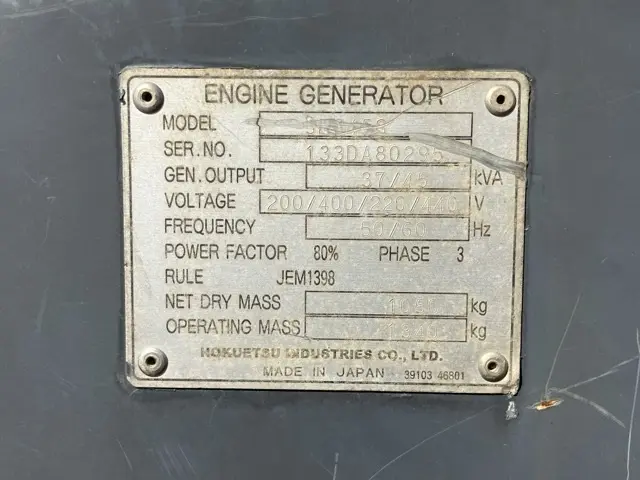 ENGINE GENERATOR
MODEL
SER.NO. 133DA80295
GEN.OUTPUT 37/45 kVA
VOLTAGE 200/400/220/440 V
FREQUENCY 50/60 Hz
POWER FACTOR 80% PHASE 3
RULE JEM1398
NET DRY MASS kg
OPERATING MASS kg
HOKUETSU INDUSTRIES CO., LTD.
MADE IN JAPAN 39103 46801